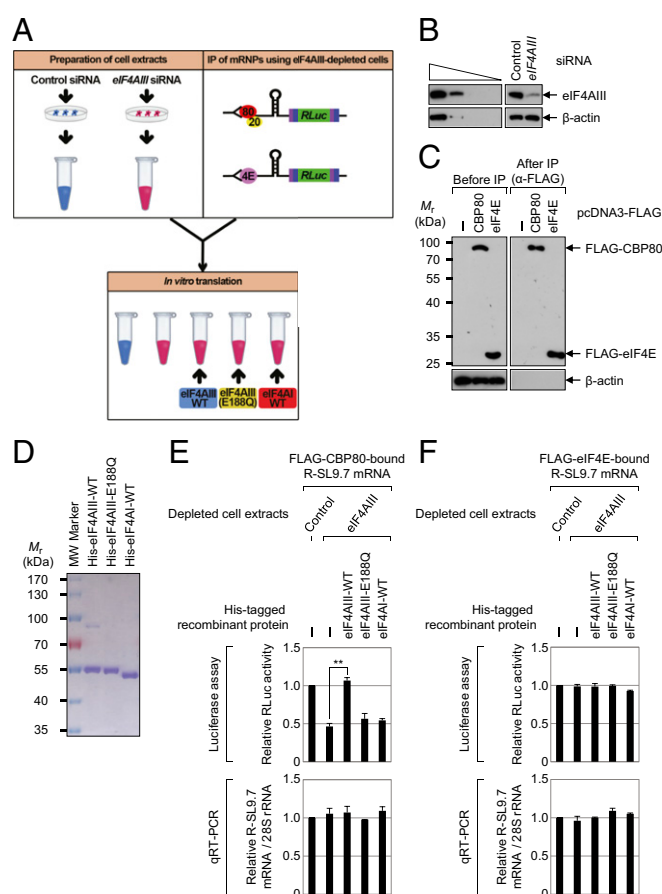 A
Preparation of cell extracts
IP of mRNPs using eIF4AIII-depleted cells
Control siRNA
eIF4AIII siRNA
80
20
RLuc
4E
RLuc
In vitro translation
eIF4AIII WT
eIF4AIII (E188Q)
eIF4AI WT
B
Control
eIF4AIII
siRNA
eIF4AIII
β-actin
C
Before IP
After IP (α-FLAG)
Mr (kDa)
–
CBP80
eIF4E
–
CBP80
eIF4E
pcDNA3-FLAG
100
70
55
40
35
25
FLAG-CBP80
FLAG-eIF4E
β-actin
D
Mr (kDa)
MW Marker
His-eIF4AIII-WT
His-eIF4AIII-E188Q
His-eIF4AI-WT
170
130
100
70
55
40
35
E
FLAG-CBP80-bound
R-SL9.7 mRNA
Depleted cell extracts
Control
eIF4AIII
His-tagged
recombinant protein
–
–
eIF4AIII-WT
eIF4AIII-E188Q
eIF4AI-WT
Luciferase assay
Relative RLuc activity
1.5
1.0
0.5
0
**
qRT-PCR
Relative R-SL9.7
mRNA / 28S rRNA
1.5
1.0
0.5
F
FLAG-eIF4E-bound
R-SL9.7 mRNA
Depleted cell extracts
Control
eIF4AIII
His-tagged
recombinant protein
–
–
eIF4AIII-WT
eIF4AIII-E188Q
eIF4AI-WT
Luciferase assay
Relative RLuc activity
1.5
1.0
0.5
0
qRT-PCR
Relative R-SL9.7
mRNA / 28S rRNA
1.5
1.0
0.5